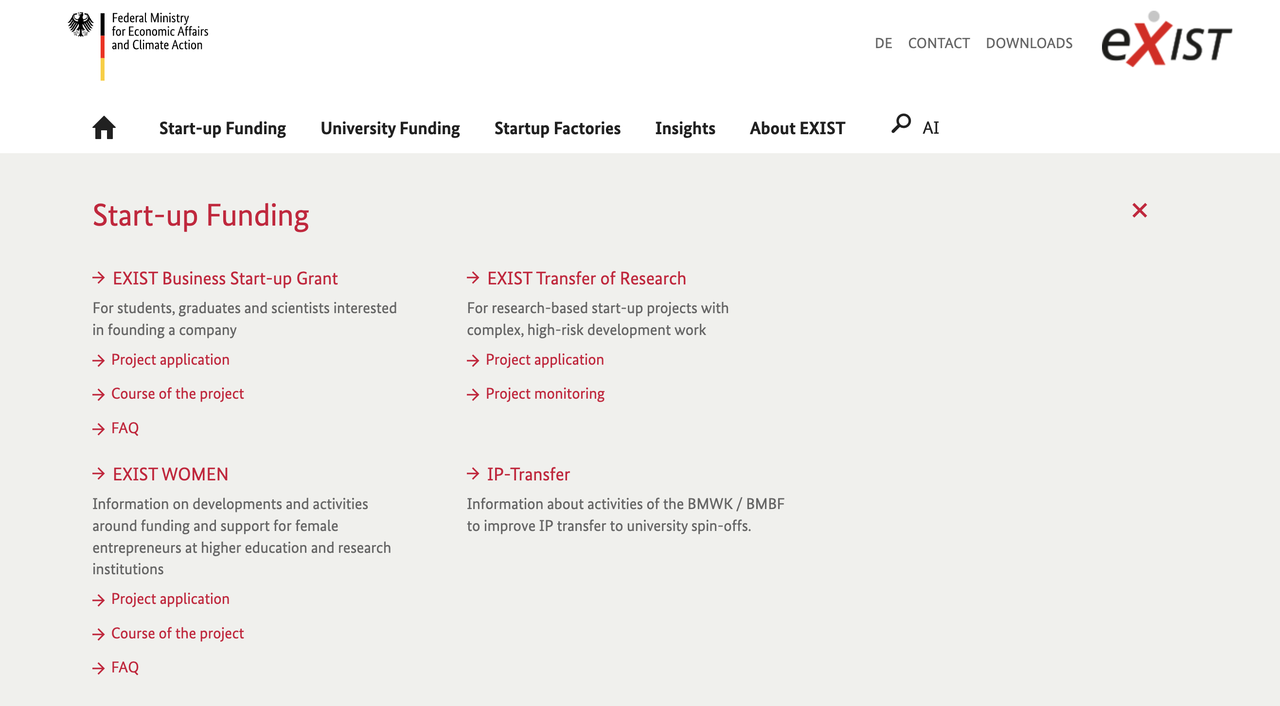 Federal Ministry
for Economic Affairs
and Climate Action
DE CONTACT DOWNLOADS
eXIST
Start-up Funding University Funding Startup Factories Insights About EXIST AI
Start-up Funding
EXIST Business Start-up Grant
For students, graduates and scientists interested
in founding a company
Project application
Course of the project
FAQ
EXIST Transfer of Research
For research-based start-up projects with
complex, high-risk development work
Project application
Project monitoring
EXIST WOMEN
Information on developments and activities
around funding and support for female
entrepreneurs at higher education and research
institutions
Project application
Course of the project
FAQ
IP-Transfer
Information about activities of the BMWK / BMBF
to improve IP transfer to university spin-offs.